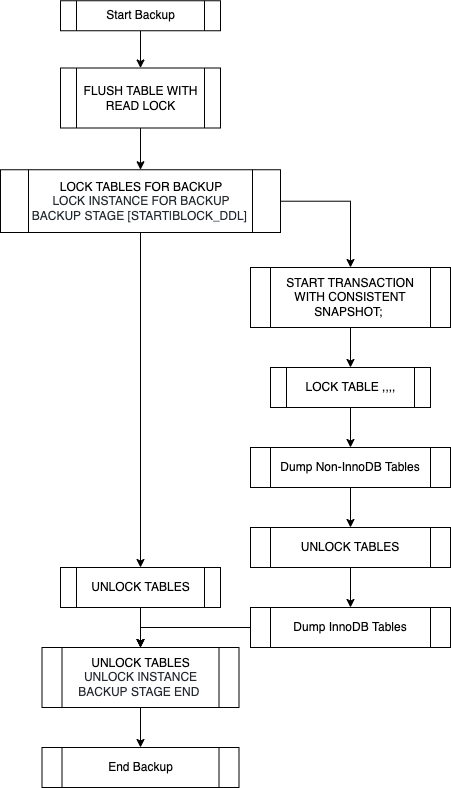 Start Backup
FLUSH TABLE WITH
READ LOCK
LOCK TABLES FOR BACKUP
LOCK INSTANCE FOR BACKUP
BACKUP STAGE [START|BLOCK_DDL]
START TRANSACTION
WITH CONSISTENT
SNAPSHOT;
LOCK TABLE ,,,,
Dump Non-InnoDB Tables
UNLOCK TABLES
UNLOCK TABLES
Dump InnoDB Tables
UNLOCK TABLES
UNLOCK INSTANCE
BACKUP STAGE END
End Backup